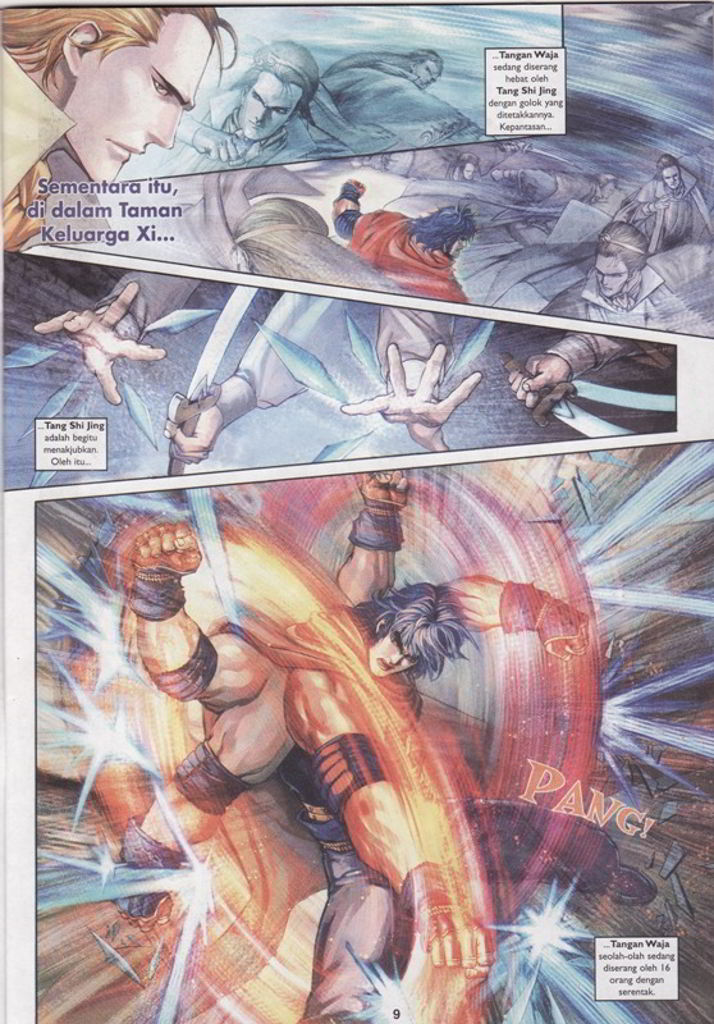 ...Tangan Waja
sedang diserang
hebat oleh
Tang Shi Jing
dengan golok yang
ditetakkannya.
Kepantasan...
Sementara itu,
di dalam Taman
Keluarga Xi...
...Tang Shi Jing
adalah begitu
menakjubkan.
Oleh itu...
PANG!
...Tangan Waja
seolah-olah sedang
diserang oleh 16
orang dengan
serentak.
9